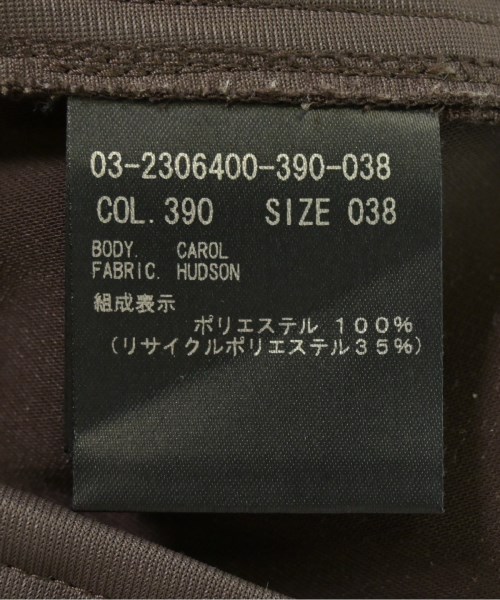 03-2306400-390-038
COL. 390 SIZE 038
BODY. CAROL
FABRIC. HUDSON
組成表示
ポリエステル 100%
(リサイクルポリエステル35%)